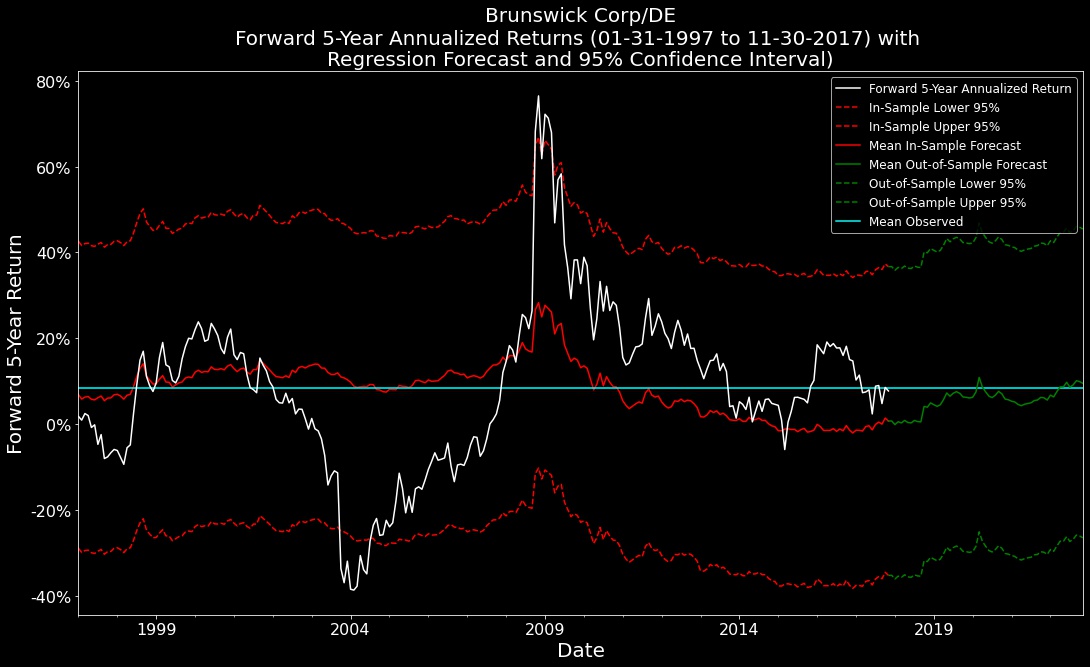 Brunswick Corp/DE
Forward 5-Year Annualized Returns (01-31-1997 to 11-30-2017) with
Regression Forecast and 95% Confidence Interval)
80%
60%
40%
20%
0%
-20%
-40%
Forward 5-Year Return
Forward 5-Year Annualized Return
In-Sample Lower 95%
In-Sample Upper 95%
Mean In-Sample Forecast
Mean Out-of-Sample Forecast
Out-of-Sample Lower 95%
Out-of-Sample Upper 95%
Mean Observed
1999 2004 2009 2014 2019
Date